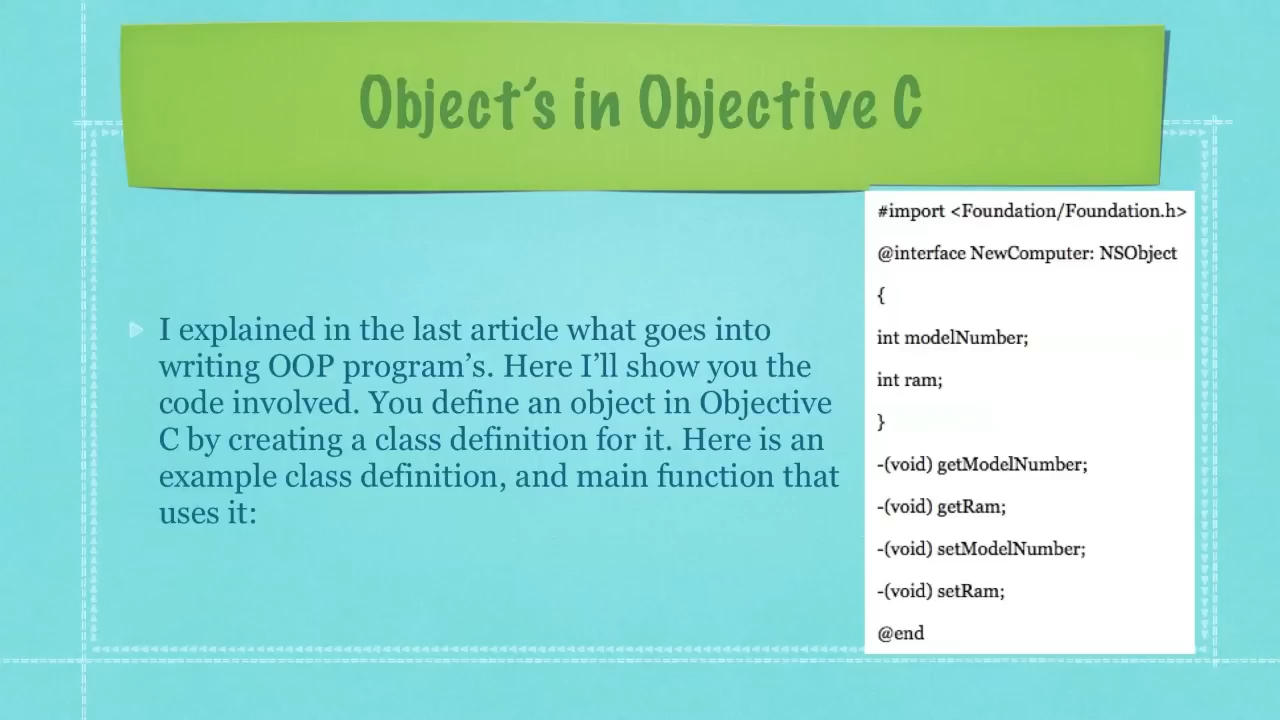 Object’s in Objective C
I explained in the last article what goes into
writing OOP program’s. Here I’ll show you the
code involved. You define an object in Objective
C by creating a class definition for it. Here is an
example class definition, and main function that
uses it:
#import <Foundation/Foundation.h>
@interface NewComputer: NSObject
{
int modelNumber;
int ram;
}
-(void) getModelNumber;
-(void) getRam;
-(void) setModelNumber;
-(void) setRam;
@end